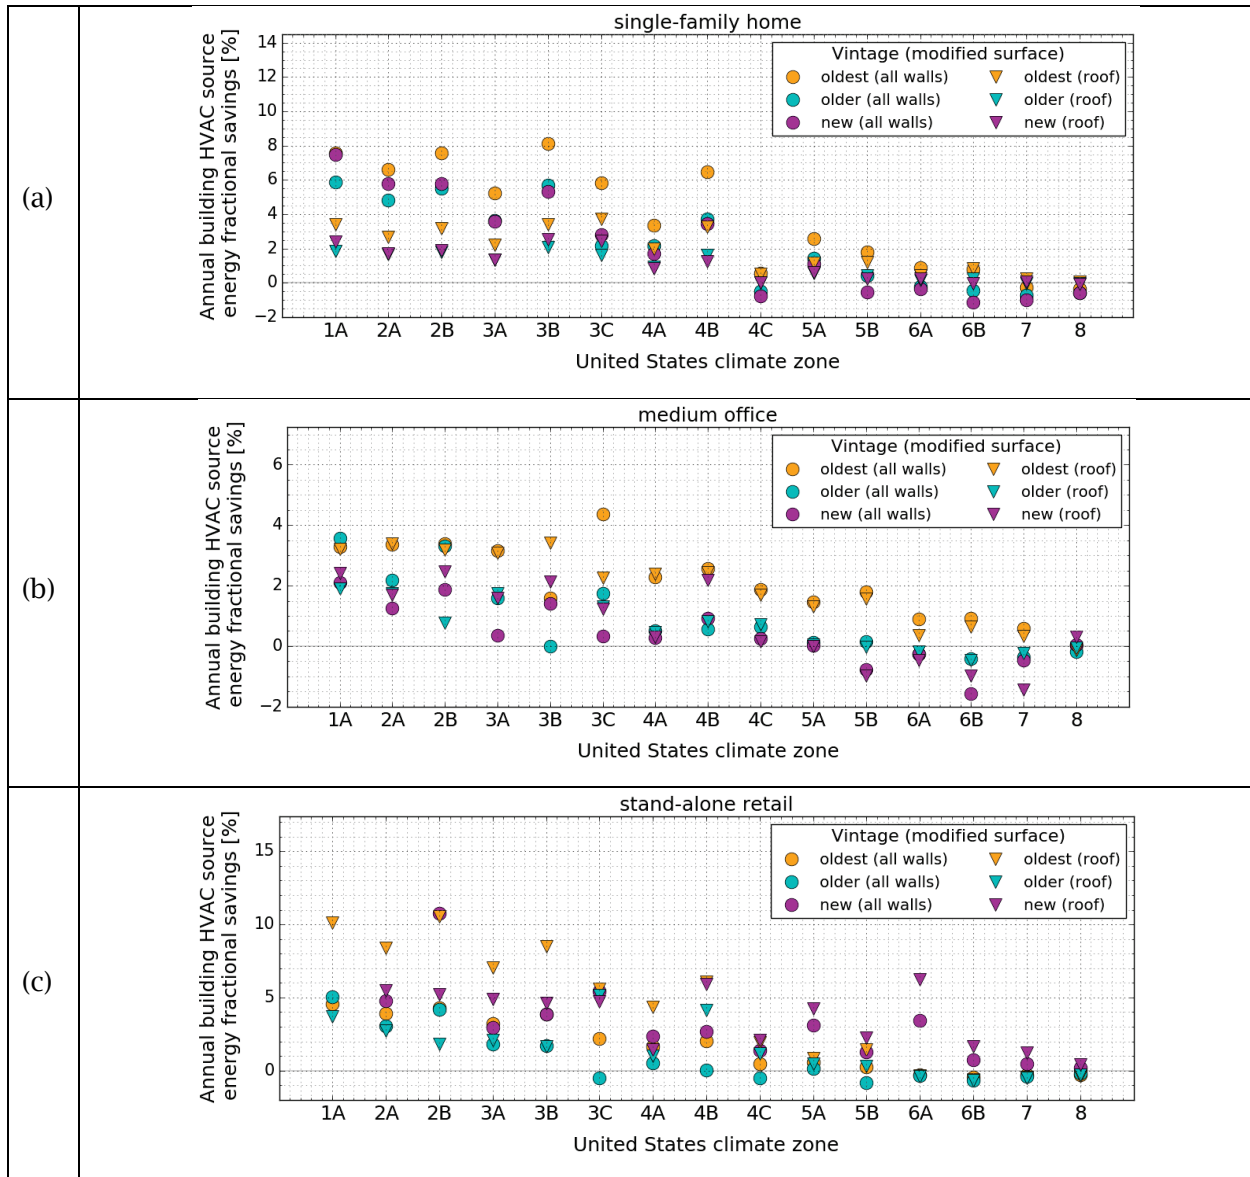 (a)
single-family home
Annual building HVAC source
energy fractional savings [%]
14
12
10
8
6
4
2
0
−2
Vintage (modified surface)
oldest (all walls) oldest (roof)
older (all walls) older (roof)
new (all walls) new (roof)
1A 2A 2B 3A 3B 3C 4A 4B 4C 5A 5B 6A 6B 7 8
United States climate zone
(b)
medium office
Annual building HVAC source
energy fractional savings [%]
6
4
2
0
−2
Vintage (modified surface)
oldest (all walls) oldest (roof)
older (all walls) older (roof)
new (all walls) new (roof)
1A 2A 2B 3A 3B 3C 4A 4B 4C 5A 5B 6A 6B 7 8
United States climate zone
(c)
stand-alone retail
Annual building HVAC source
energy fractional savings [%]
15
10
5
0
Vintage (modified surface)
oldest (all walls) oldest (roof)
older (all walls) older (roof)
new (all walls) new (roof)
1A 2A 2B 3A 3B 3C 4A 4B 4C 5A 5B 6A 6B 7 8
United States climate zone